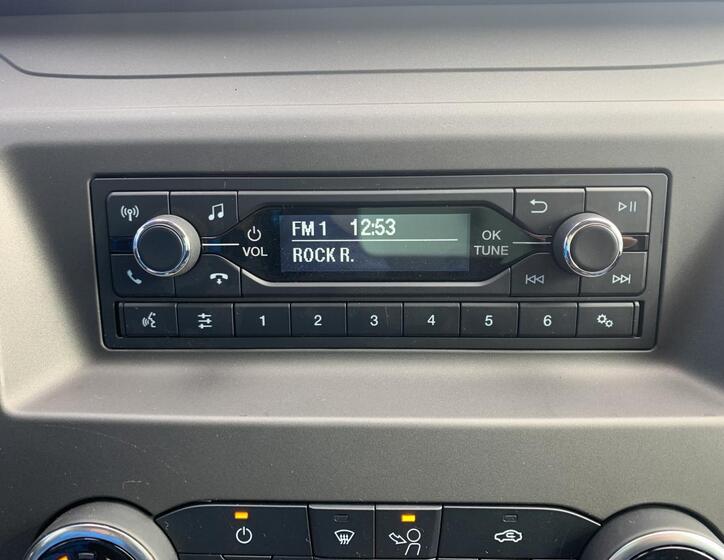 FM 1 12:53
ROCK R.
VOL
OK
TUNE
1 2 3 4 5 6